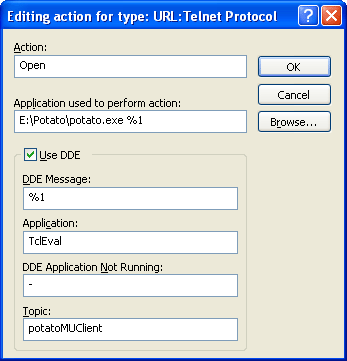 Editing action for type: URL:Telnet Protocol
Action:
Open
OK
Cancel
Application used to perform action:
E:\Potato\potato.exe %1
Browse...
Use DDE
DDE Message:
%1
Application:
TclEval
DDE Application Not Running:
-
Topic:
potatoMUClient